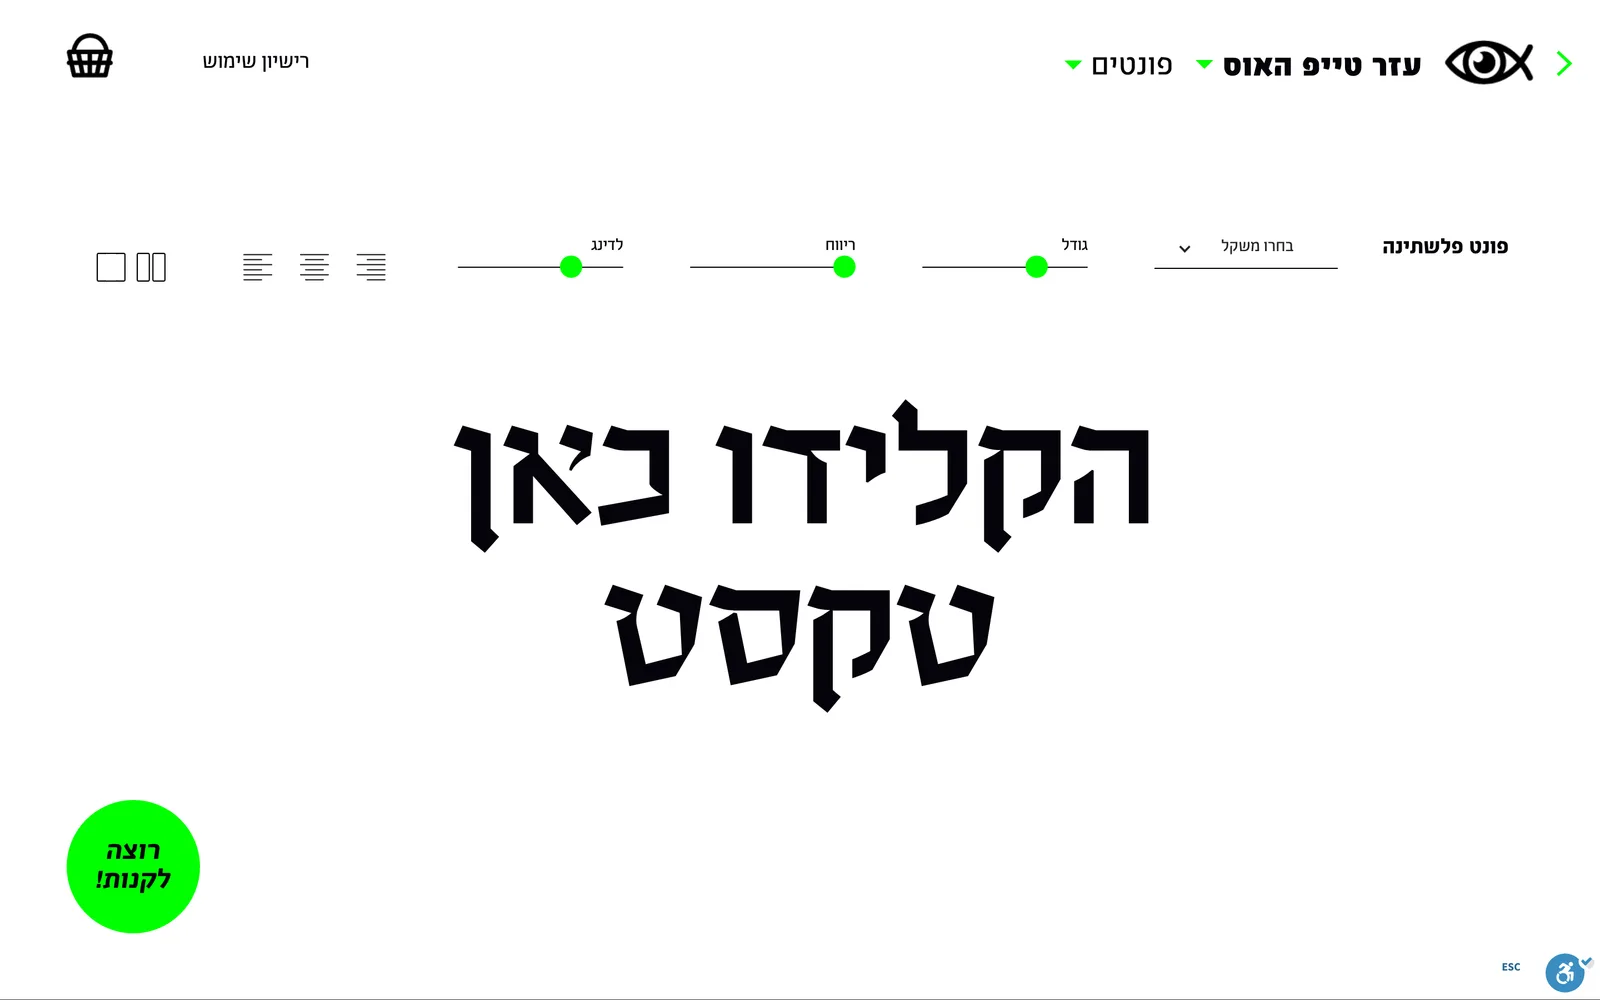 עזר טייפ האוס
פונטים
רישיון שימוש
פונט פלשתינה
בחרו משקל
גודל
ריווח
לדינג
הקלידו כאן
טקסט
רוצה
לקנות!
ESC